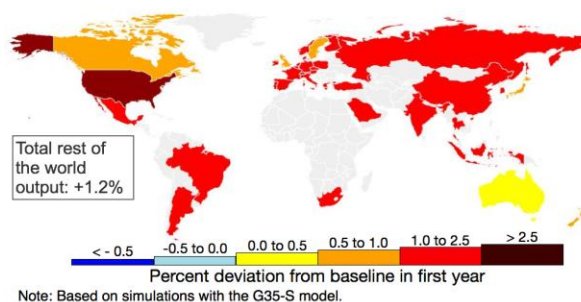 Total rest
of the
world
output: +1.2%
< - 0.5 -0.5 to 0.0 0.0 to 0.5 0.5 to 1.0 1.0 to 2.5 > 2.5
Percent deviation from baseline in first year
Note: Based on simulations with the G35-S model.